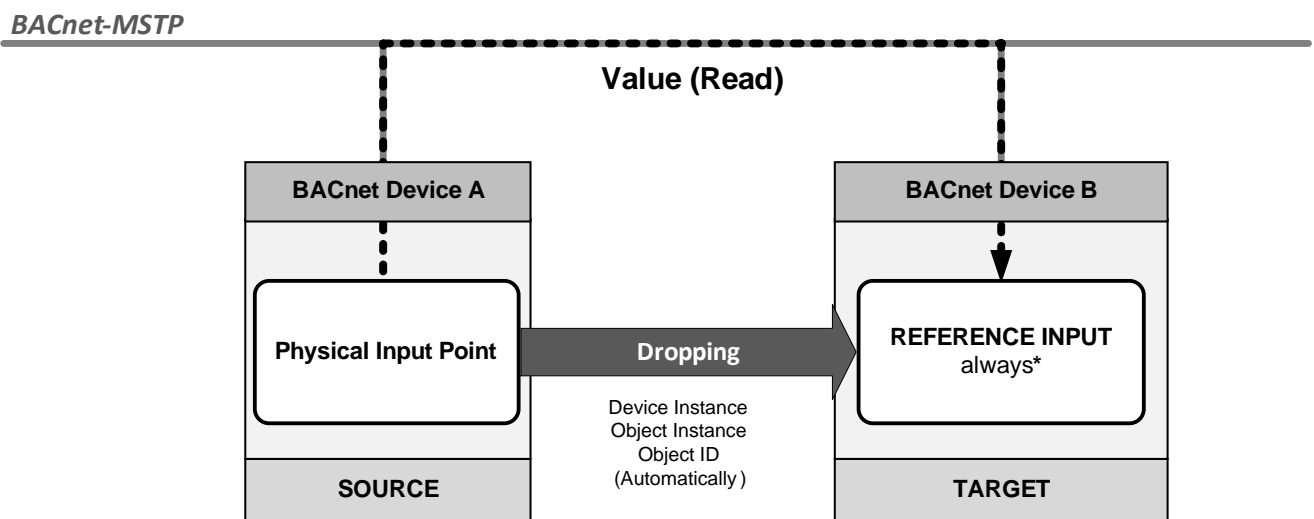 BACnet-MSTP
Value (Read)
BACnet Device A
BACnet Device B
Physical Input Point
Dropping
REFERENCE INPUT
always*
Device Instance
Object Instance
Object ID
(Automatically)
SOURCE
TARGET